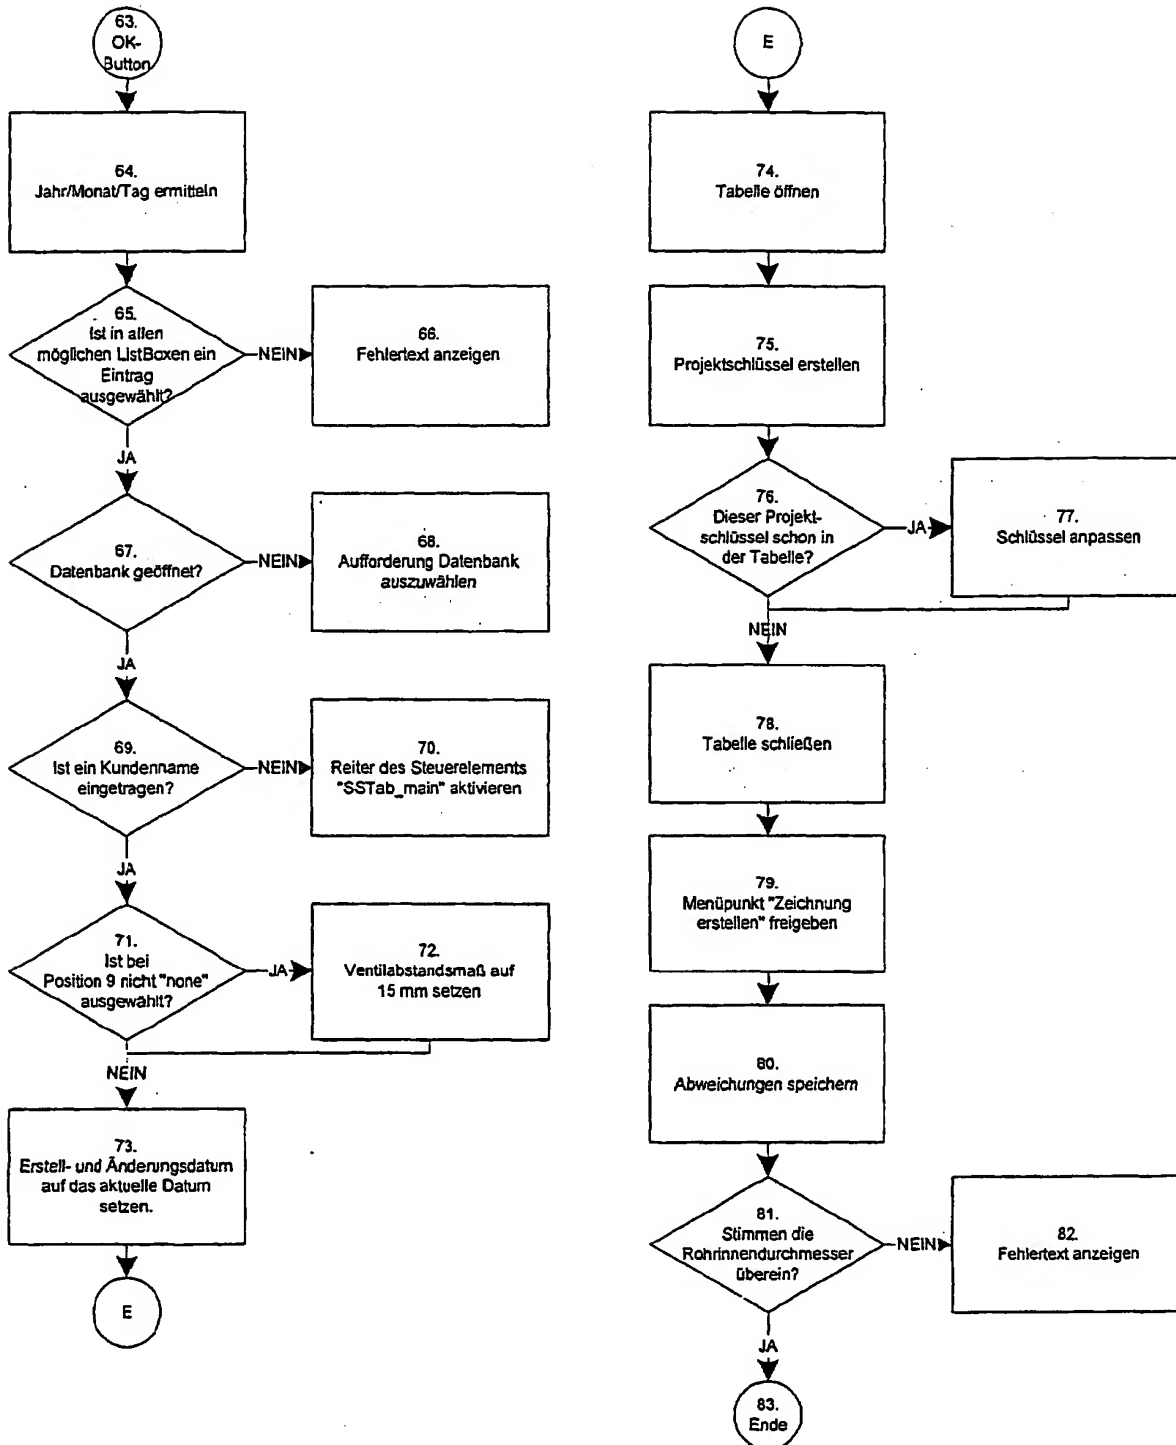 63.
OK-
Button
64.
Jahr/Monat/Tag ermitteln
65.
Ist in allen
möglichen ListBoxen ein
Eintrag
ausgewählt?
NEIN
66.
Fehlertext anzeigen
JA
67.
Datenbank geöffnet?
NEIN
68.
Aufforderung Datenbank
auszuwählen
JA
69.
Ist ein Kundenname
eingetragen?
NEIN
70.
Reiter des Steuerelements
"SSTab_main" aktivieren
JA
71.
Ist bei
Position 9 nicht "none"
ausgewählt?
JA
72.
Ventilabstandsmaß auf
15 mm setzen
NEIN
73.
Erstell- und Änderungsdatum
auf das aktuelle Datum
setzen.
E
E
74.
Tabelle öffnen
75.
Projektschlüssel erstellen
76.
Dieser Projekt-
schlüssel schon in
der Tabelle?
JA
77.
Schlüssel anpassen
NEIN
78.
Tabelle schließen
79.
Menüpunkt "Zeichnung
erstellen" freigeben
80.
Abweichungen speichern
81.
Stimmen die
Rohrinnendurchmesser
überein?
NEIN
82.
Fehlertext anzeigen
JA
83.
Ende